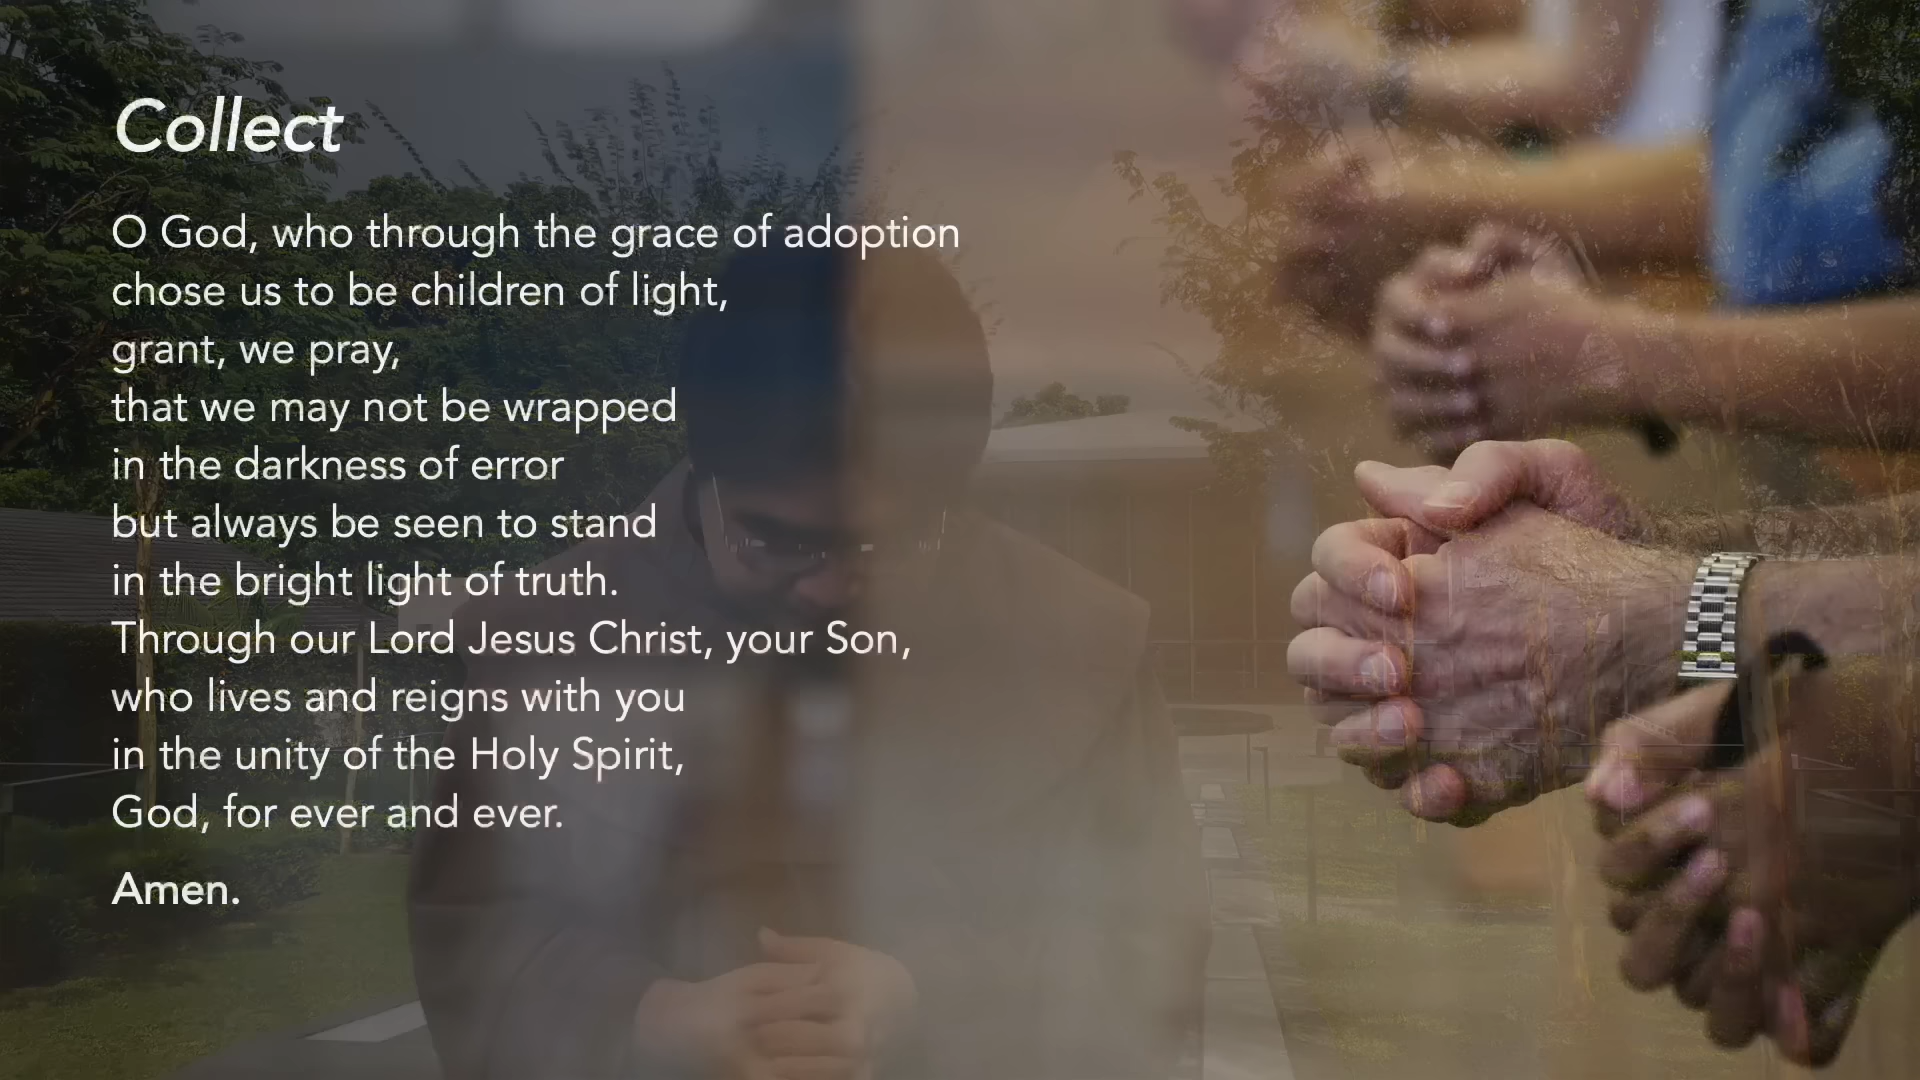 Collect
O God, who through the grace of adoption
chose us to be children of light,
grant, we pray,
that we may not be wrapped
in the darkness of error
but always be seen to stand
in the bright light of truth.
Through our Lord Jesus Christ, your Son,
who lives and reigns with you
in the unity of the Holy Spirit,
God, for ever and ever.
Amen.